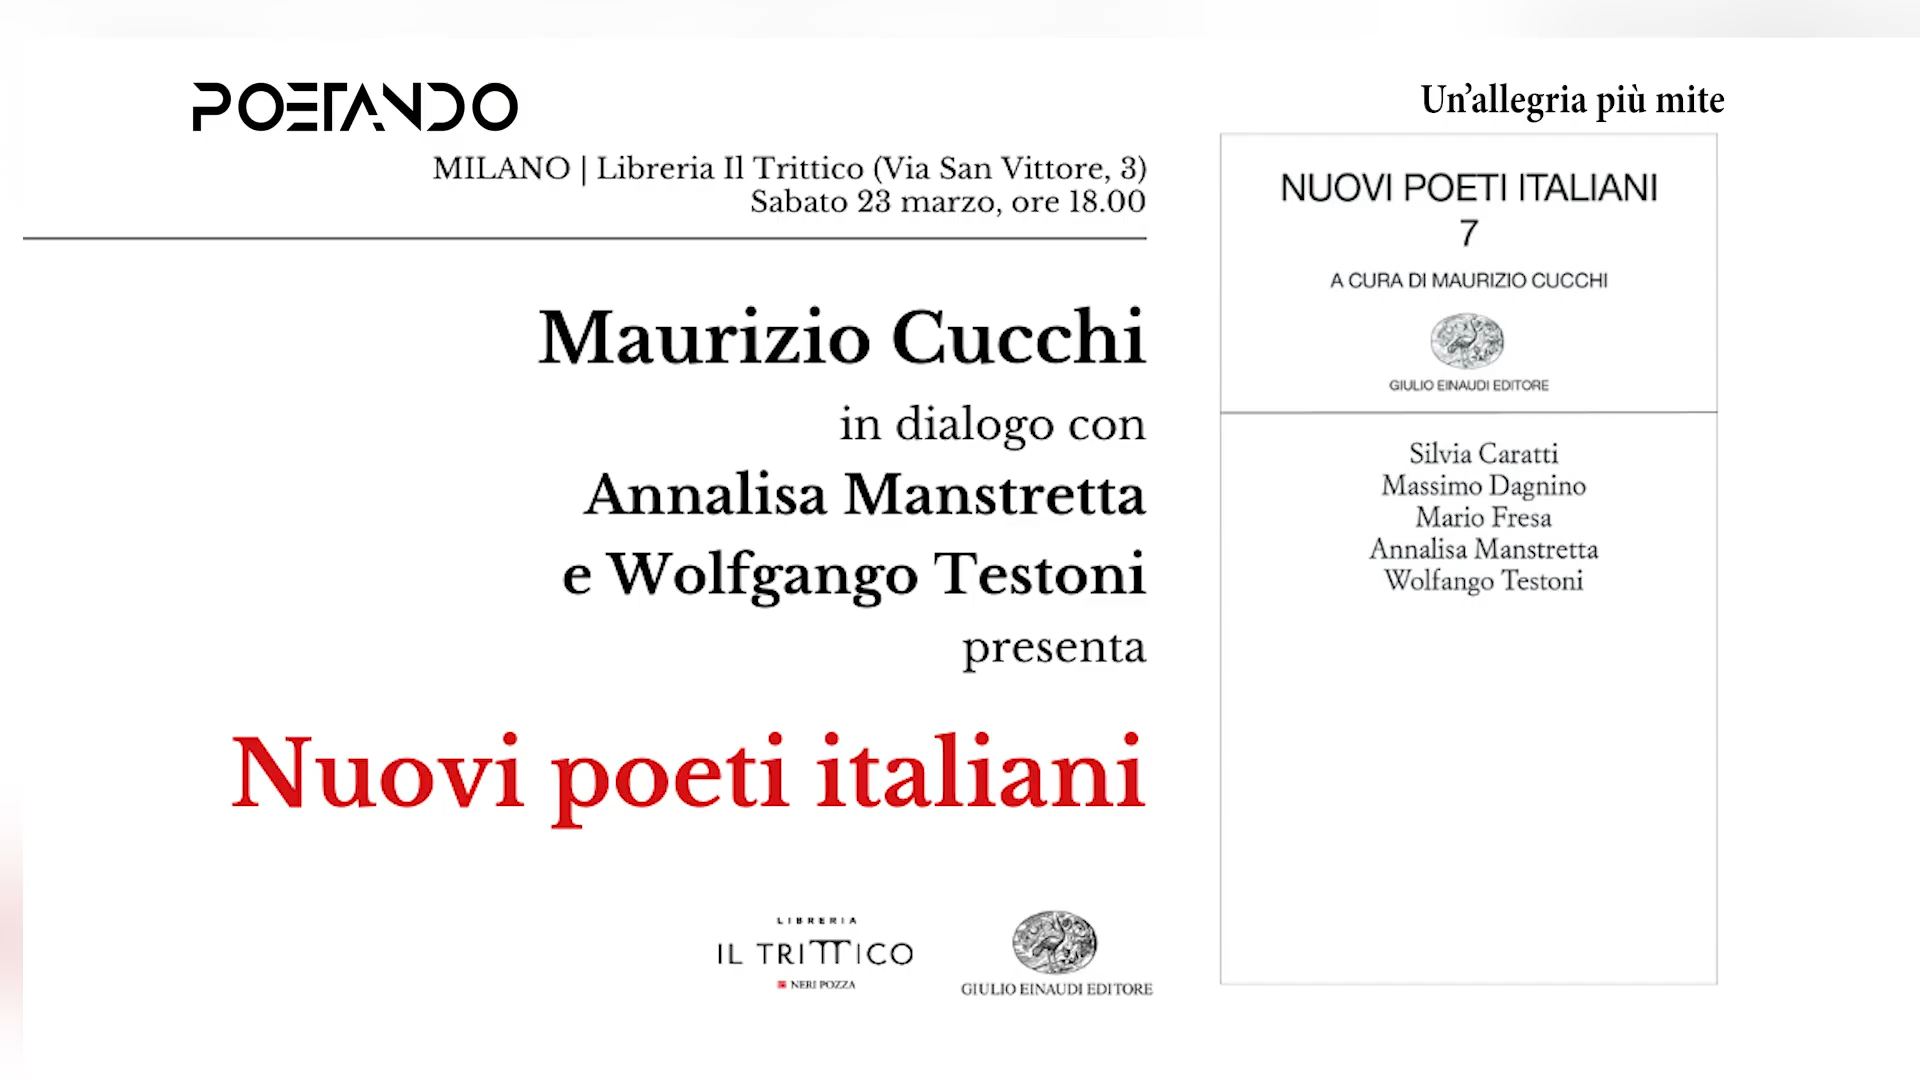 POETANDO
Un'allegria più mite
MILANO | Libreria Il Trittico (Via San Vittore, 3)
Sabato 23 marzo, ore 18.00
Maurizio Cucchi
in dialogo con
Annalisa Manstretta
e Wolfgango Testoni
presenta
Nuovi poeti italiani
LIBRERIA
IL TRITTICO
NERI POZZA
GIULIO EINAUDI EDITORE
NUOVI POETI ITALIANI
7
A CURA DI MAURIZIO CUCCHI
GIULIO EINAUDI EDITORE
Silvia Caratti
Massimo Dagnino
Mario Fresa
Annalisa Manstretta
Wolfango Testoni